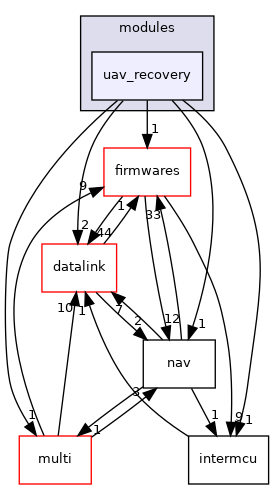 modules
uav_recovery
1
firmwares
9
1
33
2
44
datalink
7
10
1
2
12
1
nav
3
1
1
1
9
1
multi
intermcu